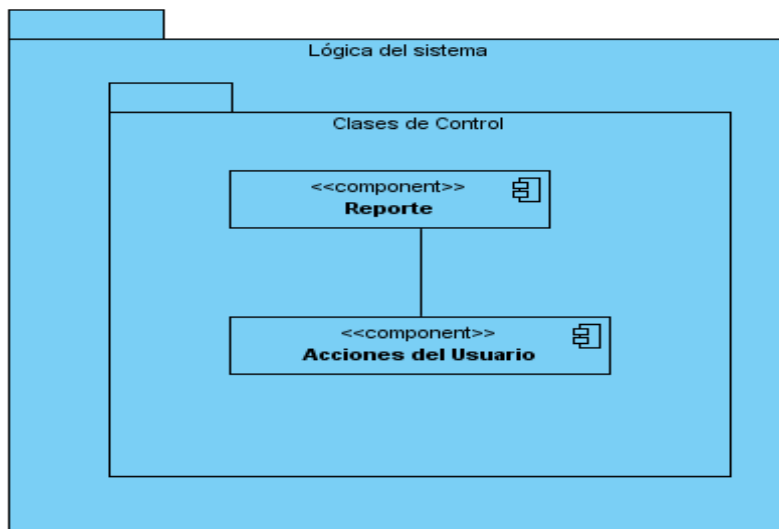 Lógica del sistema
Clases de Control
<<component>>
Reporte
<<component>>
Acciones del Usuario